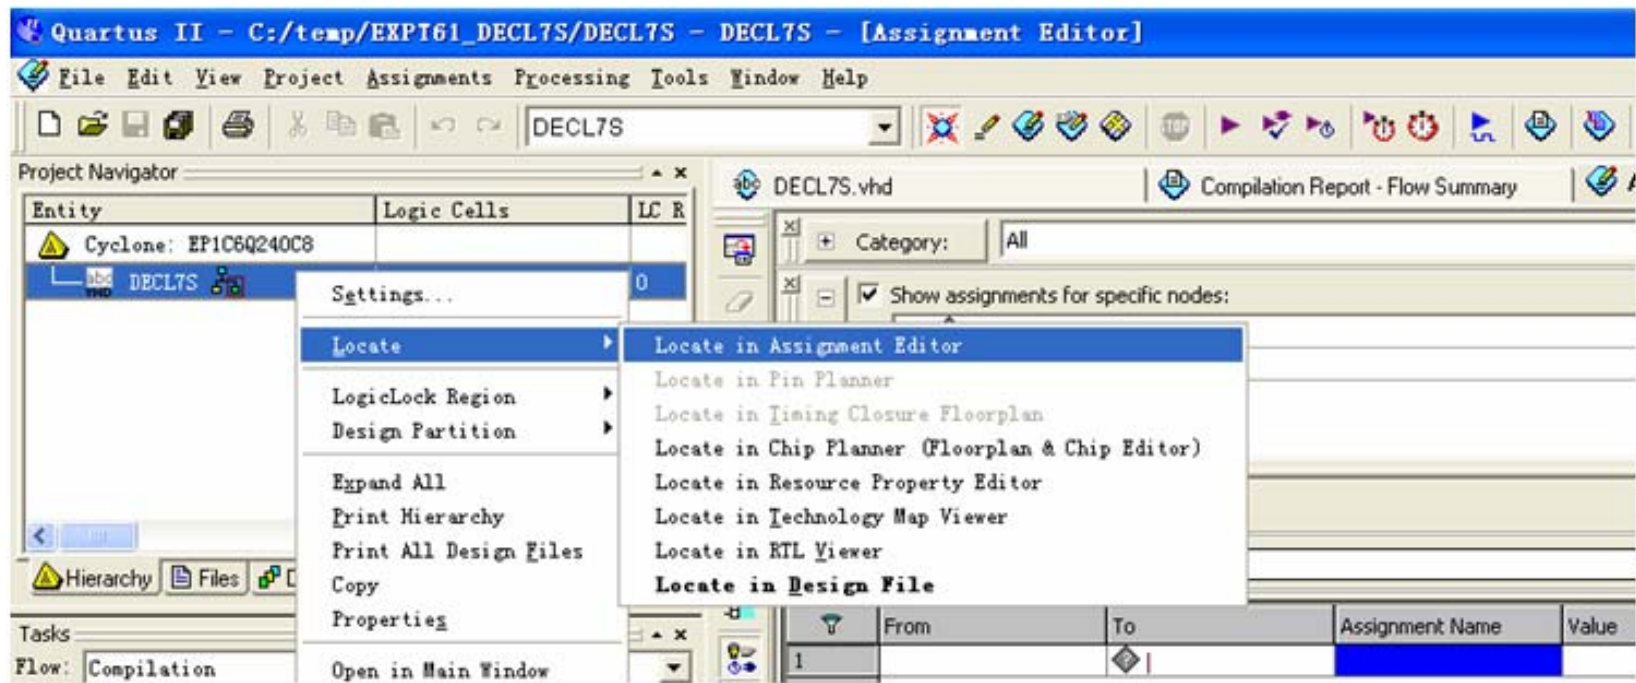 Quartus II - C:/temp/EXPT61_DECL7S/DECL7S - DECL7S - [Assignment Editor]
File Edit View Project Assignments Processing Tools Window Help
DECL7S
Project Navigator
Entity Logic Cells LC R
Cyclone: EP1C6Q240C8
DECL7S 0
Hierarchy Files D
Tasks
Flow: Compilation
Settings...
Locate
LogicLock Region
Design Partition
Expand All
Print Hierarchy
Print All Design Files
Copy
Properties
Open in Main Window
Locate in Assignment Editor
Locate in Pin Planner
Locate in Timing Closure Floorplan
Locate in Chip Planner (Floorplan & Chip Editor)
Locate in Resource Property Editor
Locate in Technology Map Viewer
Locate in RTL Viewer
Locate in Design File
DECL7S.vhd Compilation Report - Flow Summary
Category: All
Show assignments for specific nodes:
From To Assignment Name Value
1